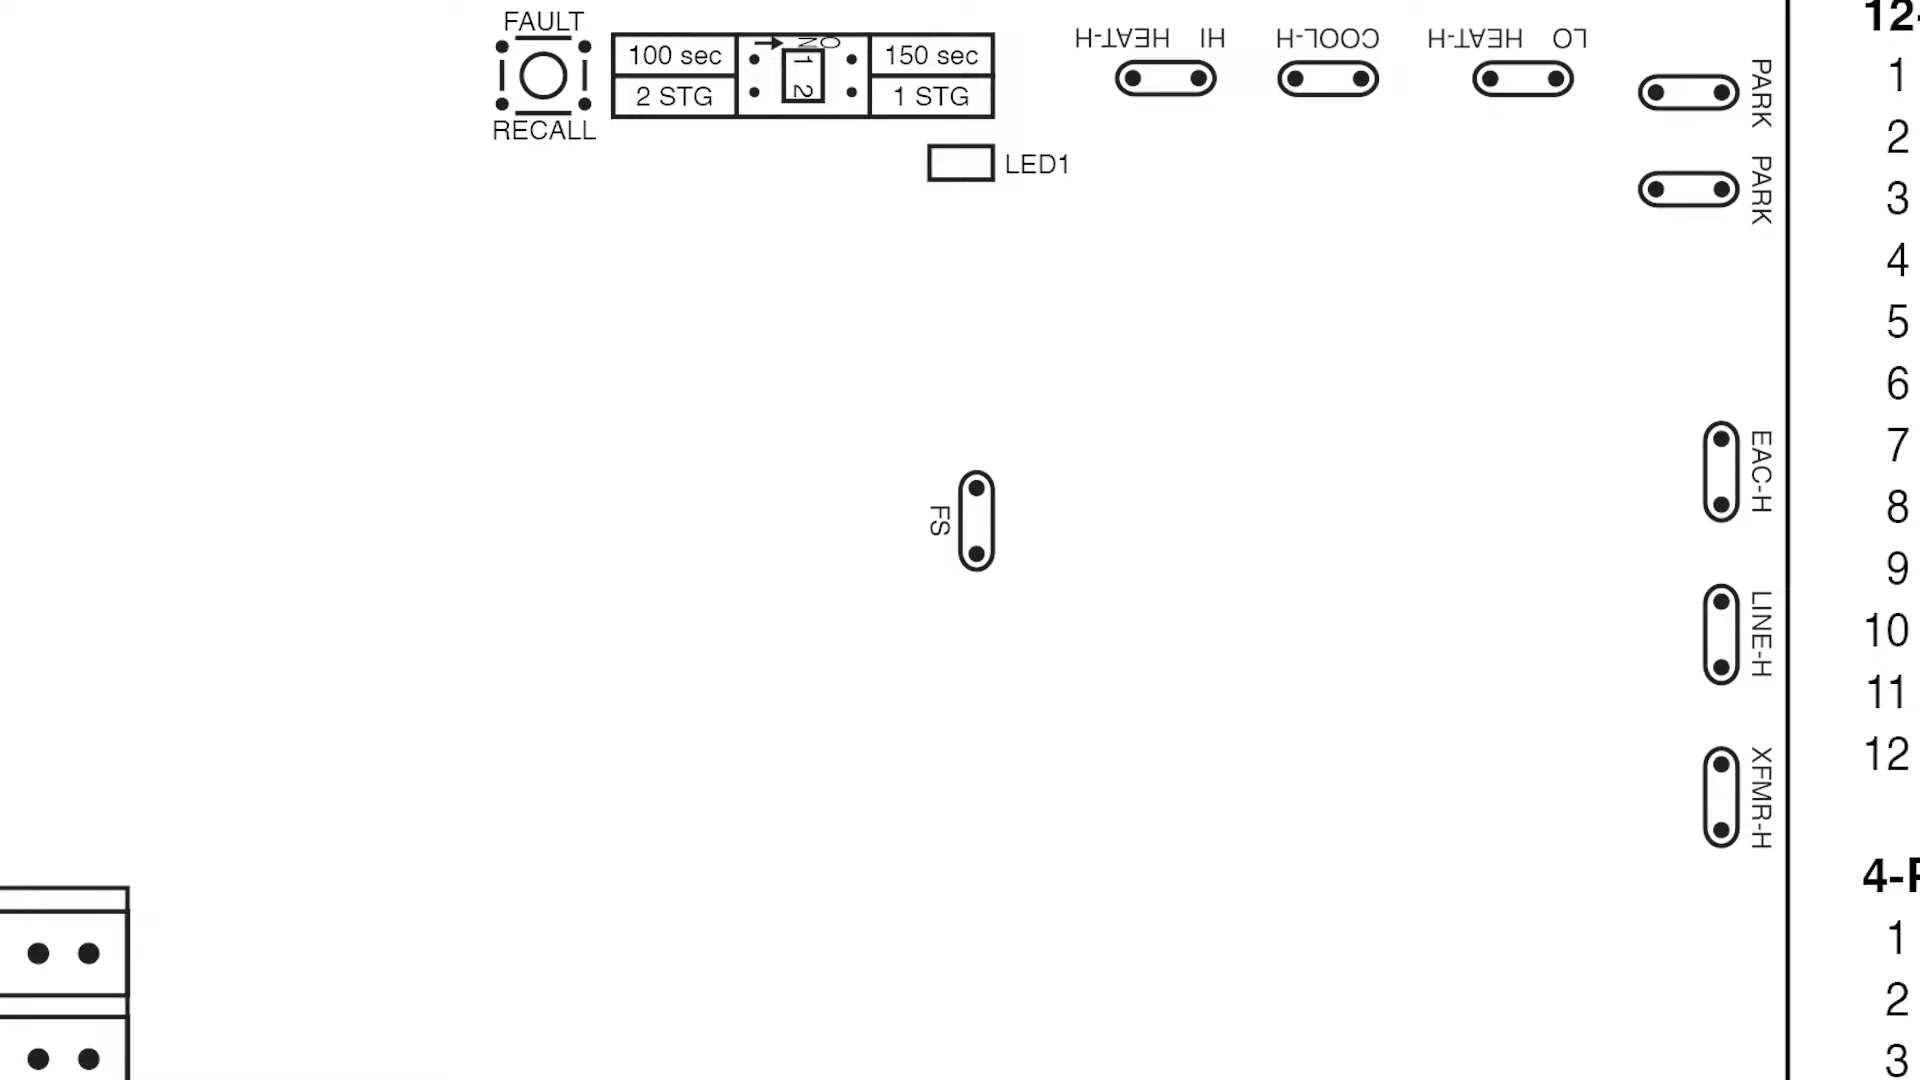 FAULT
RECALL
100 sec
2 STG
ON
1 2
150 sec
1 STG
LED1
HI HEAT-H
COOL-H
LO HEAT-H
PARK
PARK
FS
EAC-H
LINE-H
XFMR-H
12-
1
2
3
4
5
6
7
8
9
10
11
12
4-P
1
2
3